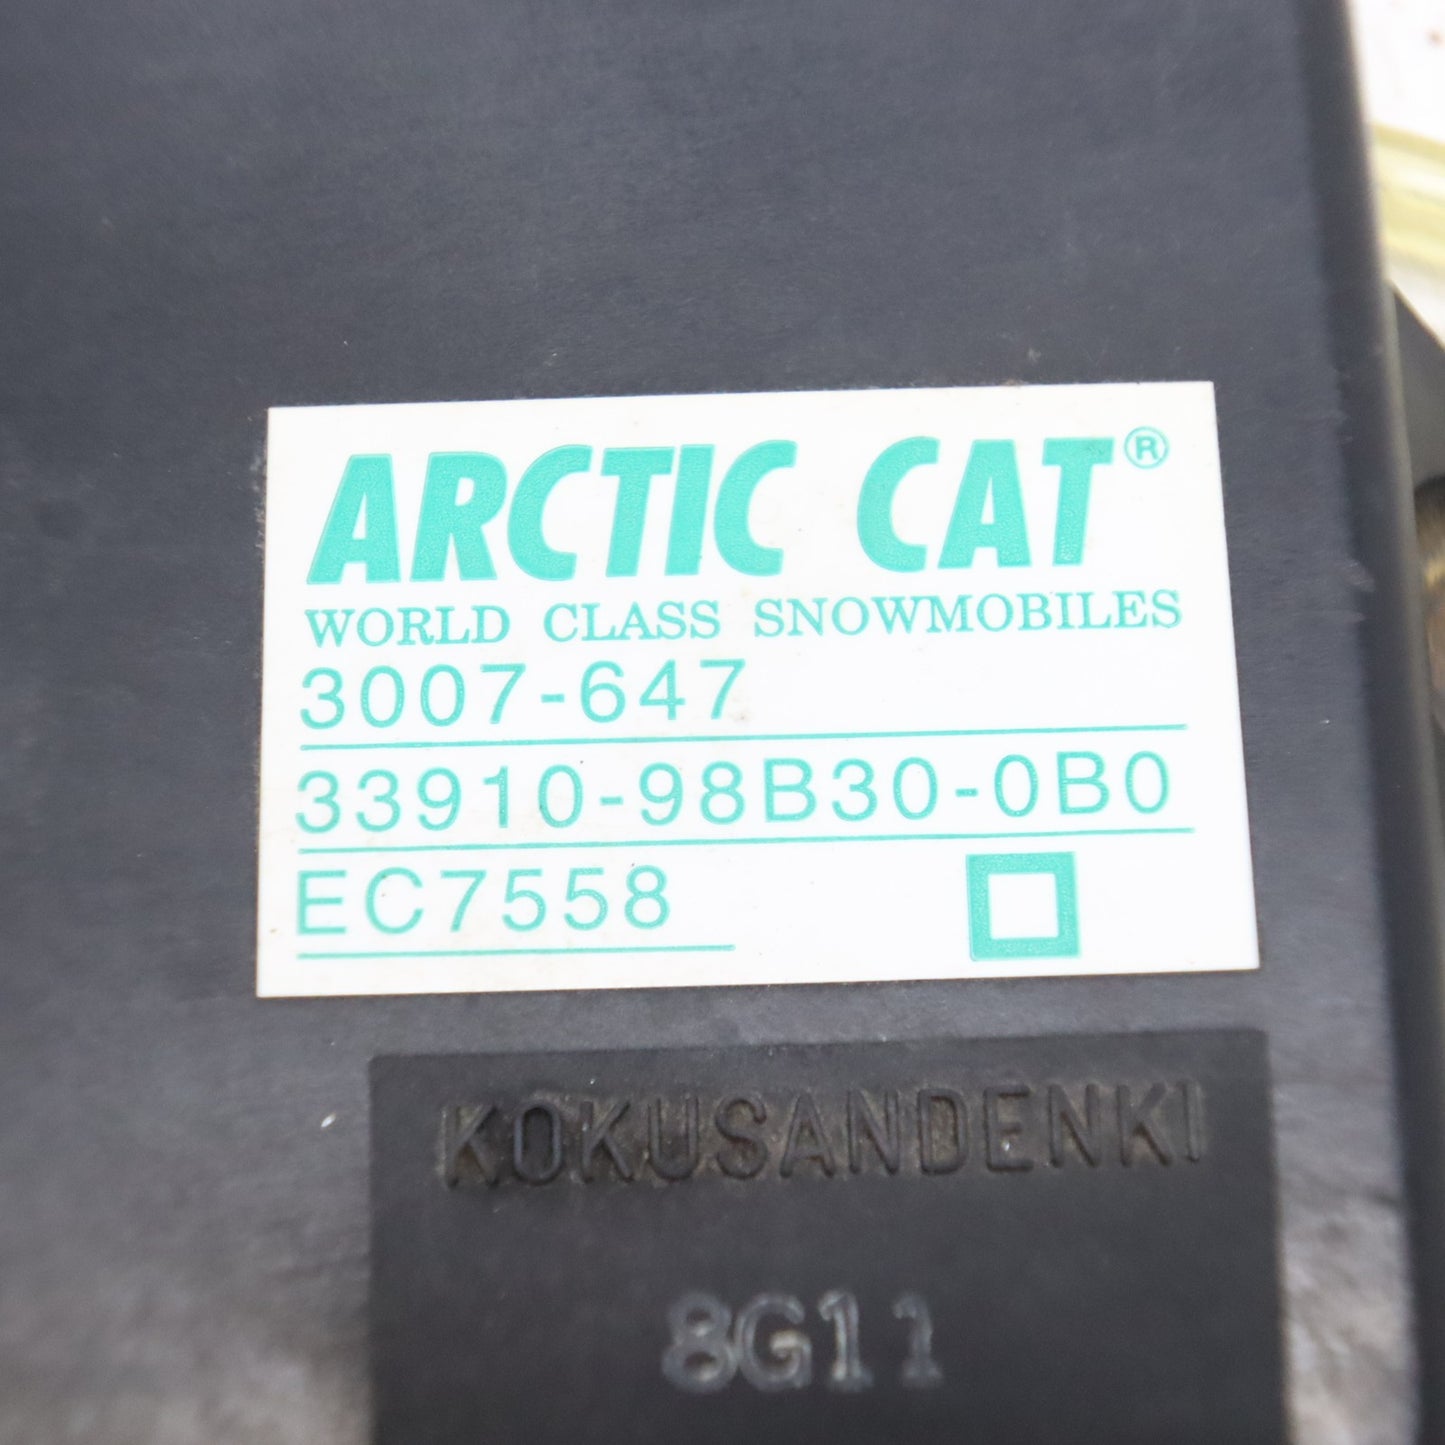 ARCTIC CAT®
WORLD CLASS SNOWMOBILES
3007-647
33910-98B30-0B0
EC7558
KOKUSANDENKI
8G11